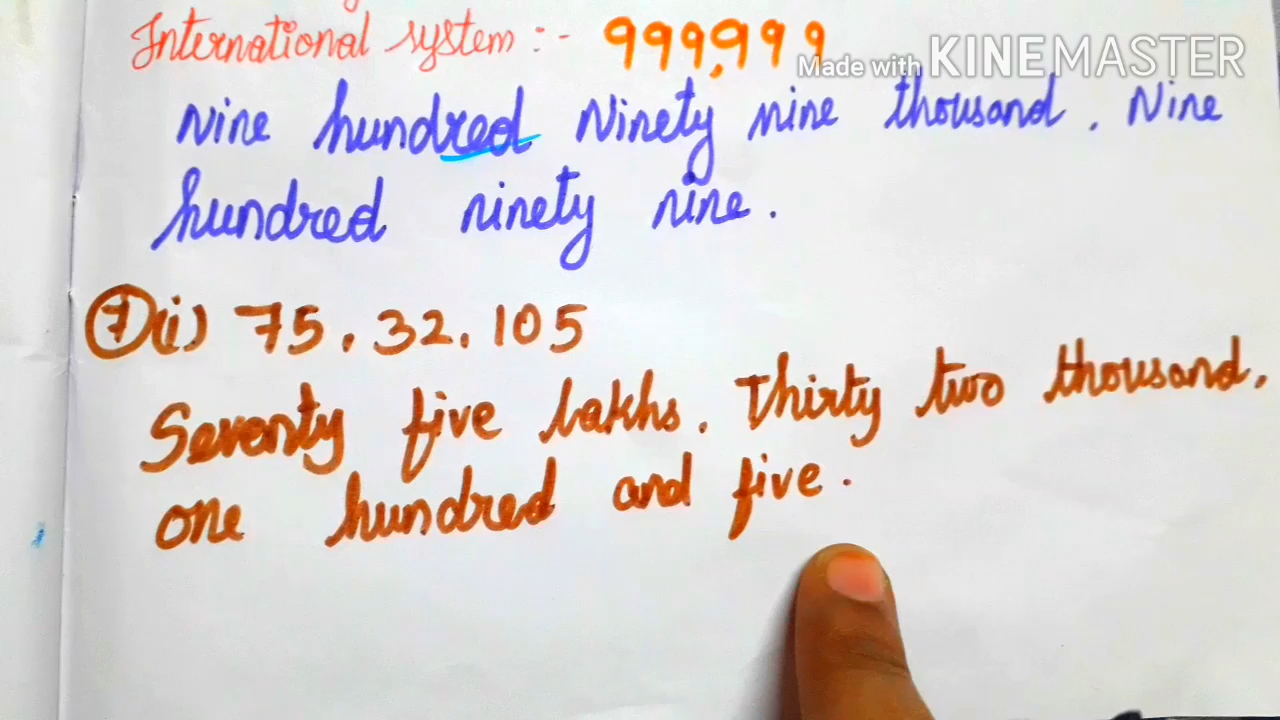 International system :- 999,999
Made with KINEMASTER
Nine hundred Ninety nine thousand, Nine
hundred ninety nine.
7 (i) 75,32,105
Seventy five lakhs, Thirty two thousand,
one hundred and five.